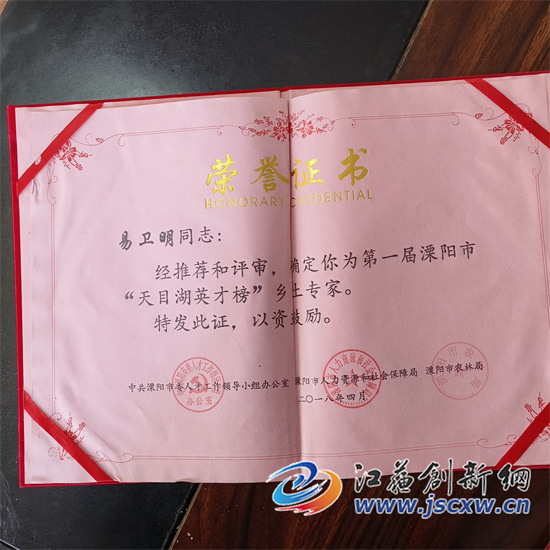 荣誉证书
HONORARY CREDENTIAL
易卫明同志：
经推荐和评审，确定你为第一届溧阳市
“天目湖英才榜”乡土专家。
特发此证，以资鼓励。
中共溧阳市委人才工作领导小组办公室 溧阳市人力资源和社会保障局 溧阳市农林局
二〇一八年四月
江苏创新网
www.jscxw.cn